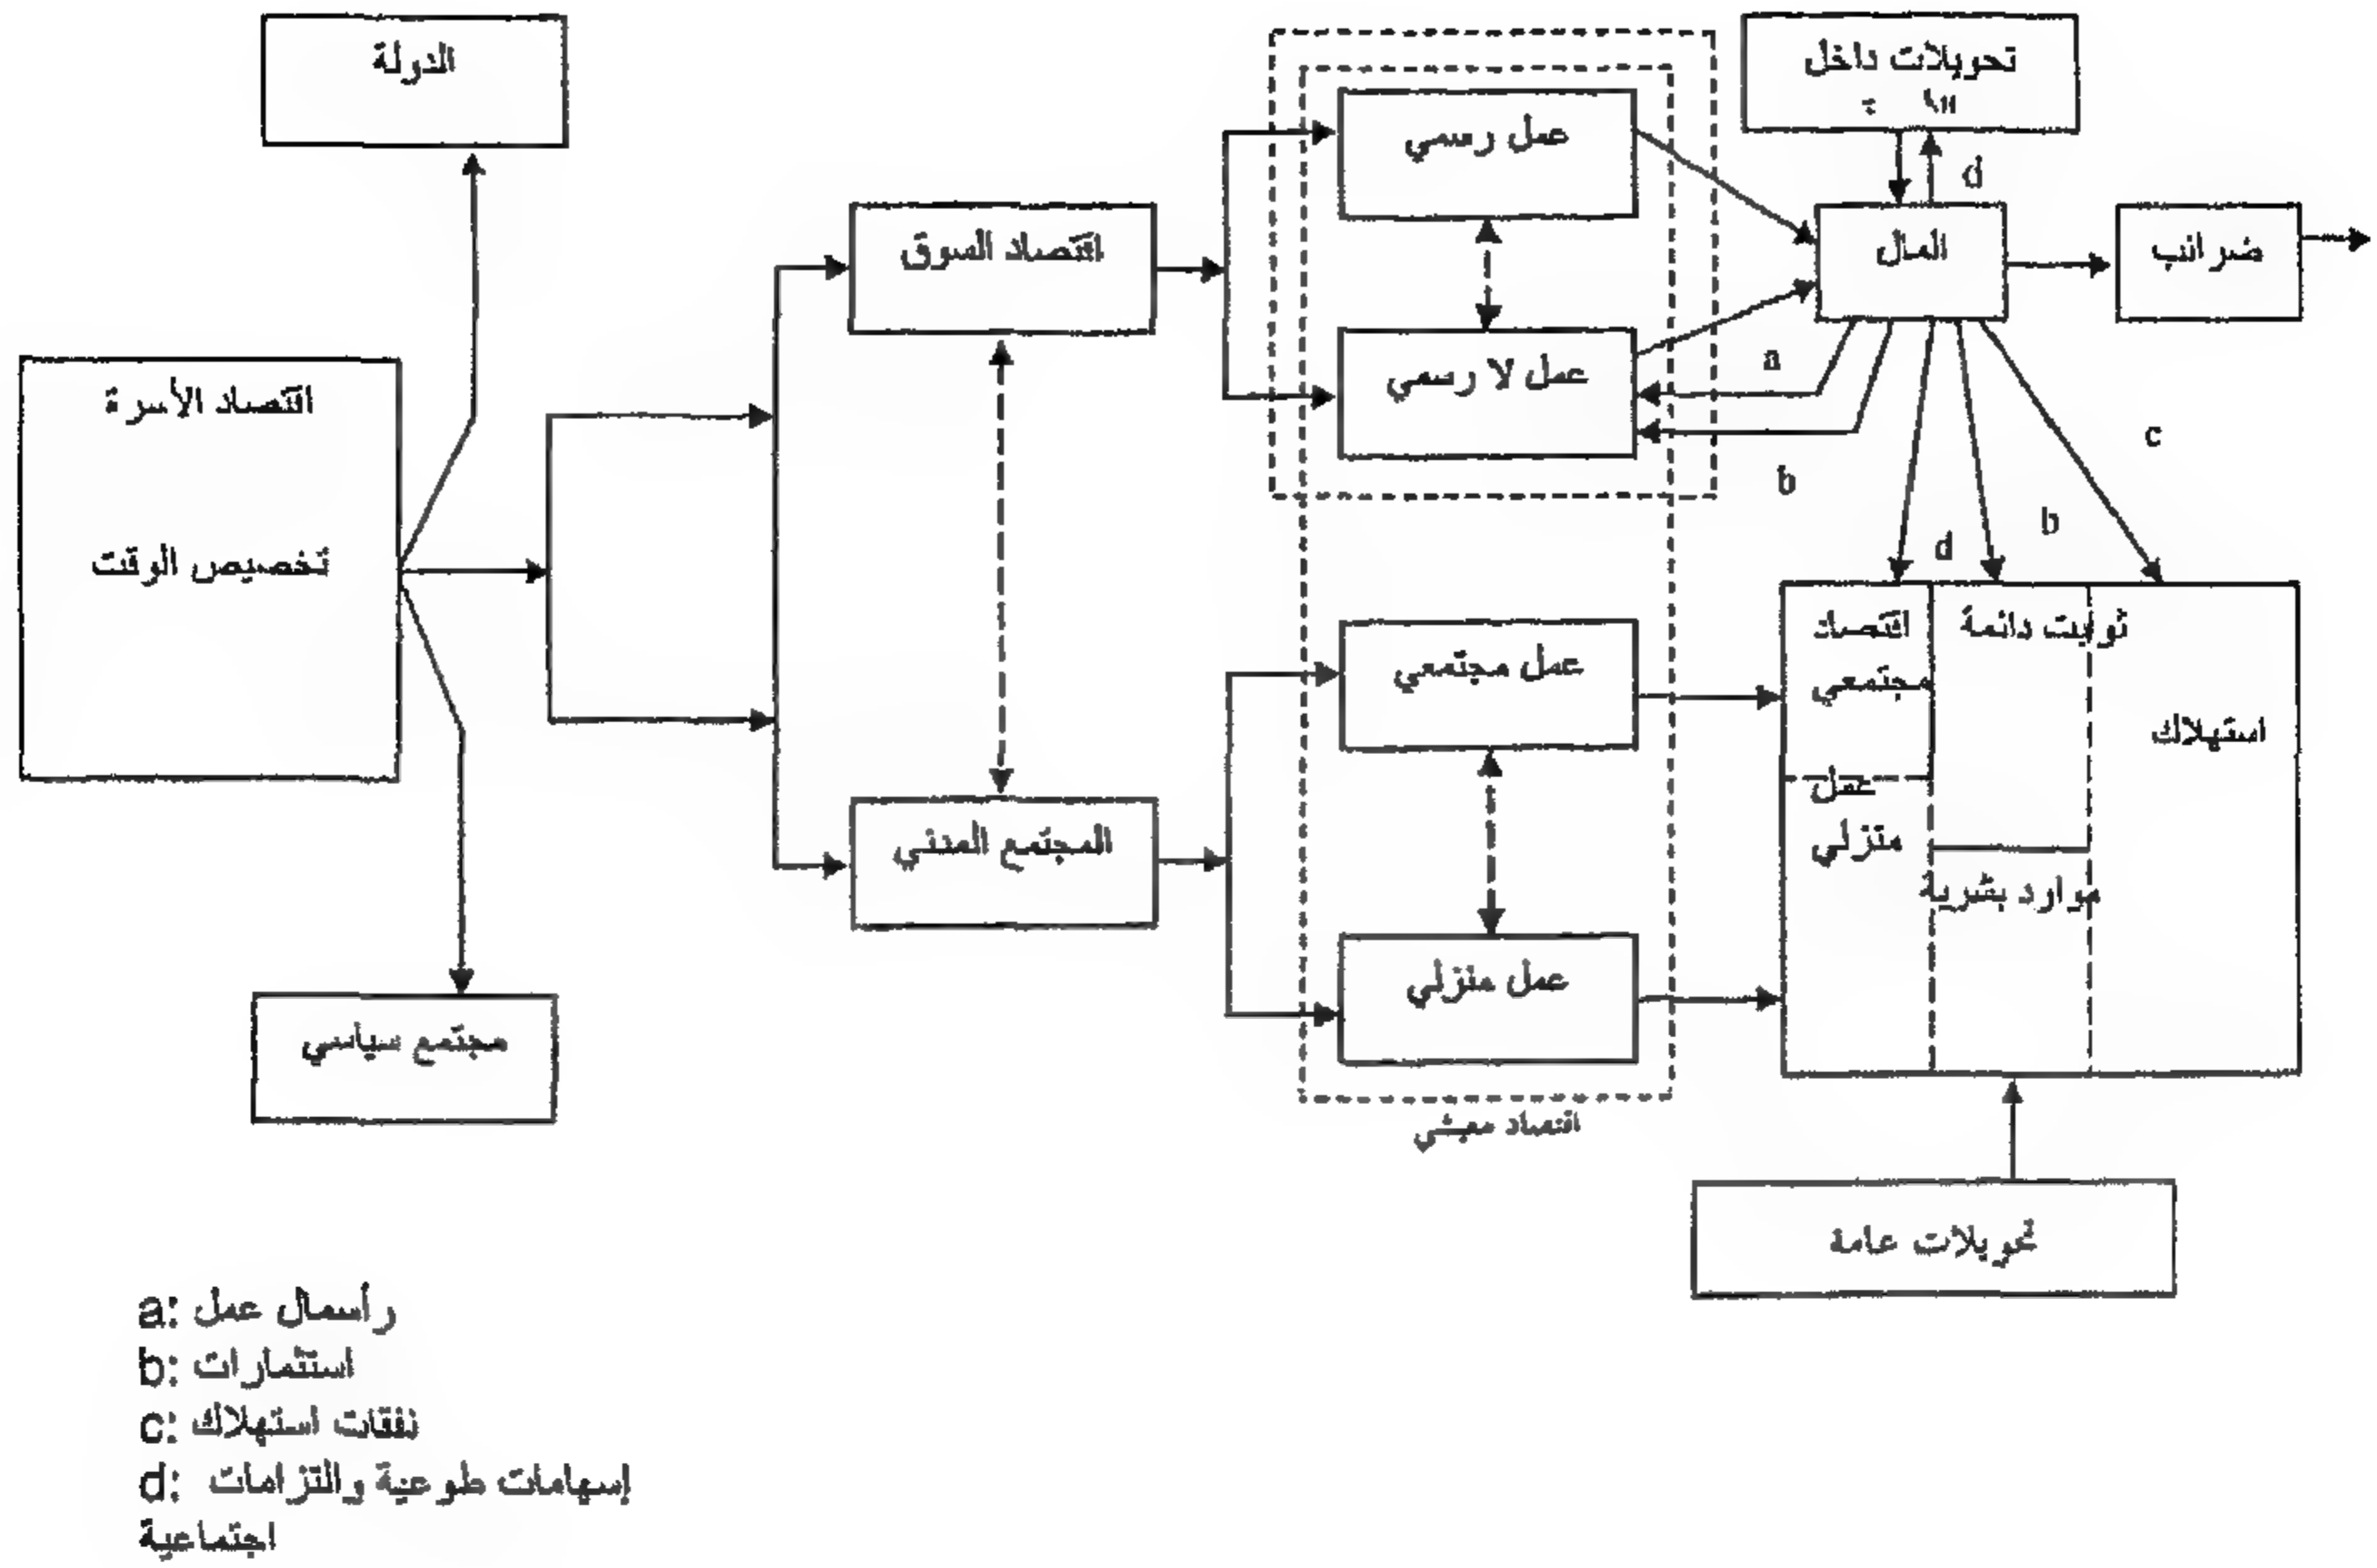 الدولة
تحويلات داخل
عمل رسمي
اقتصاد السوق
المال
ضرائب
d
عمل لا رسمي
a
b
c
d
b
اقتصاد الأسرة
تخصيص الوقت
عمل مجتمعي
اقتصاد
مجتمعي
ثوابت دائمة
استهلاك
عمل
منزلي
موارد بشرية
المجتمع المدني
عمل منزلي
مجتمع سياسي
اقتصاد معيشي
تحويلات عامة
a: رأسمال عمل
b: استثمارات
c: نفقات استهلاك
d: إسهامات طوعية والتزامات
اجتماعية